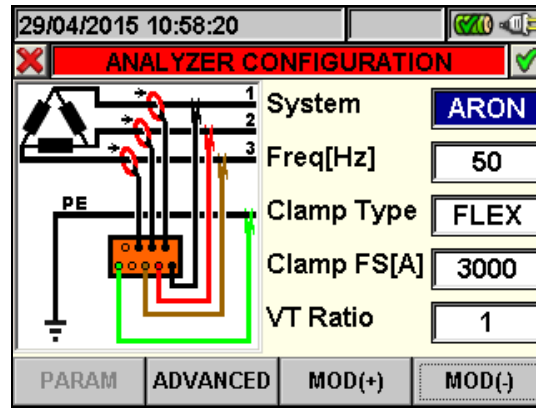 29/04/2015 10:58:20
ANALYZER CONFIGURATION
1
2
3
PE
System ARON
Freq[Hz] 50
Clamp Type FLEX
Clamp FS[A] 3000
VT Ratio 1
PARAM ADVANCED MOD(+) MOD(-)